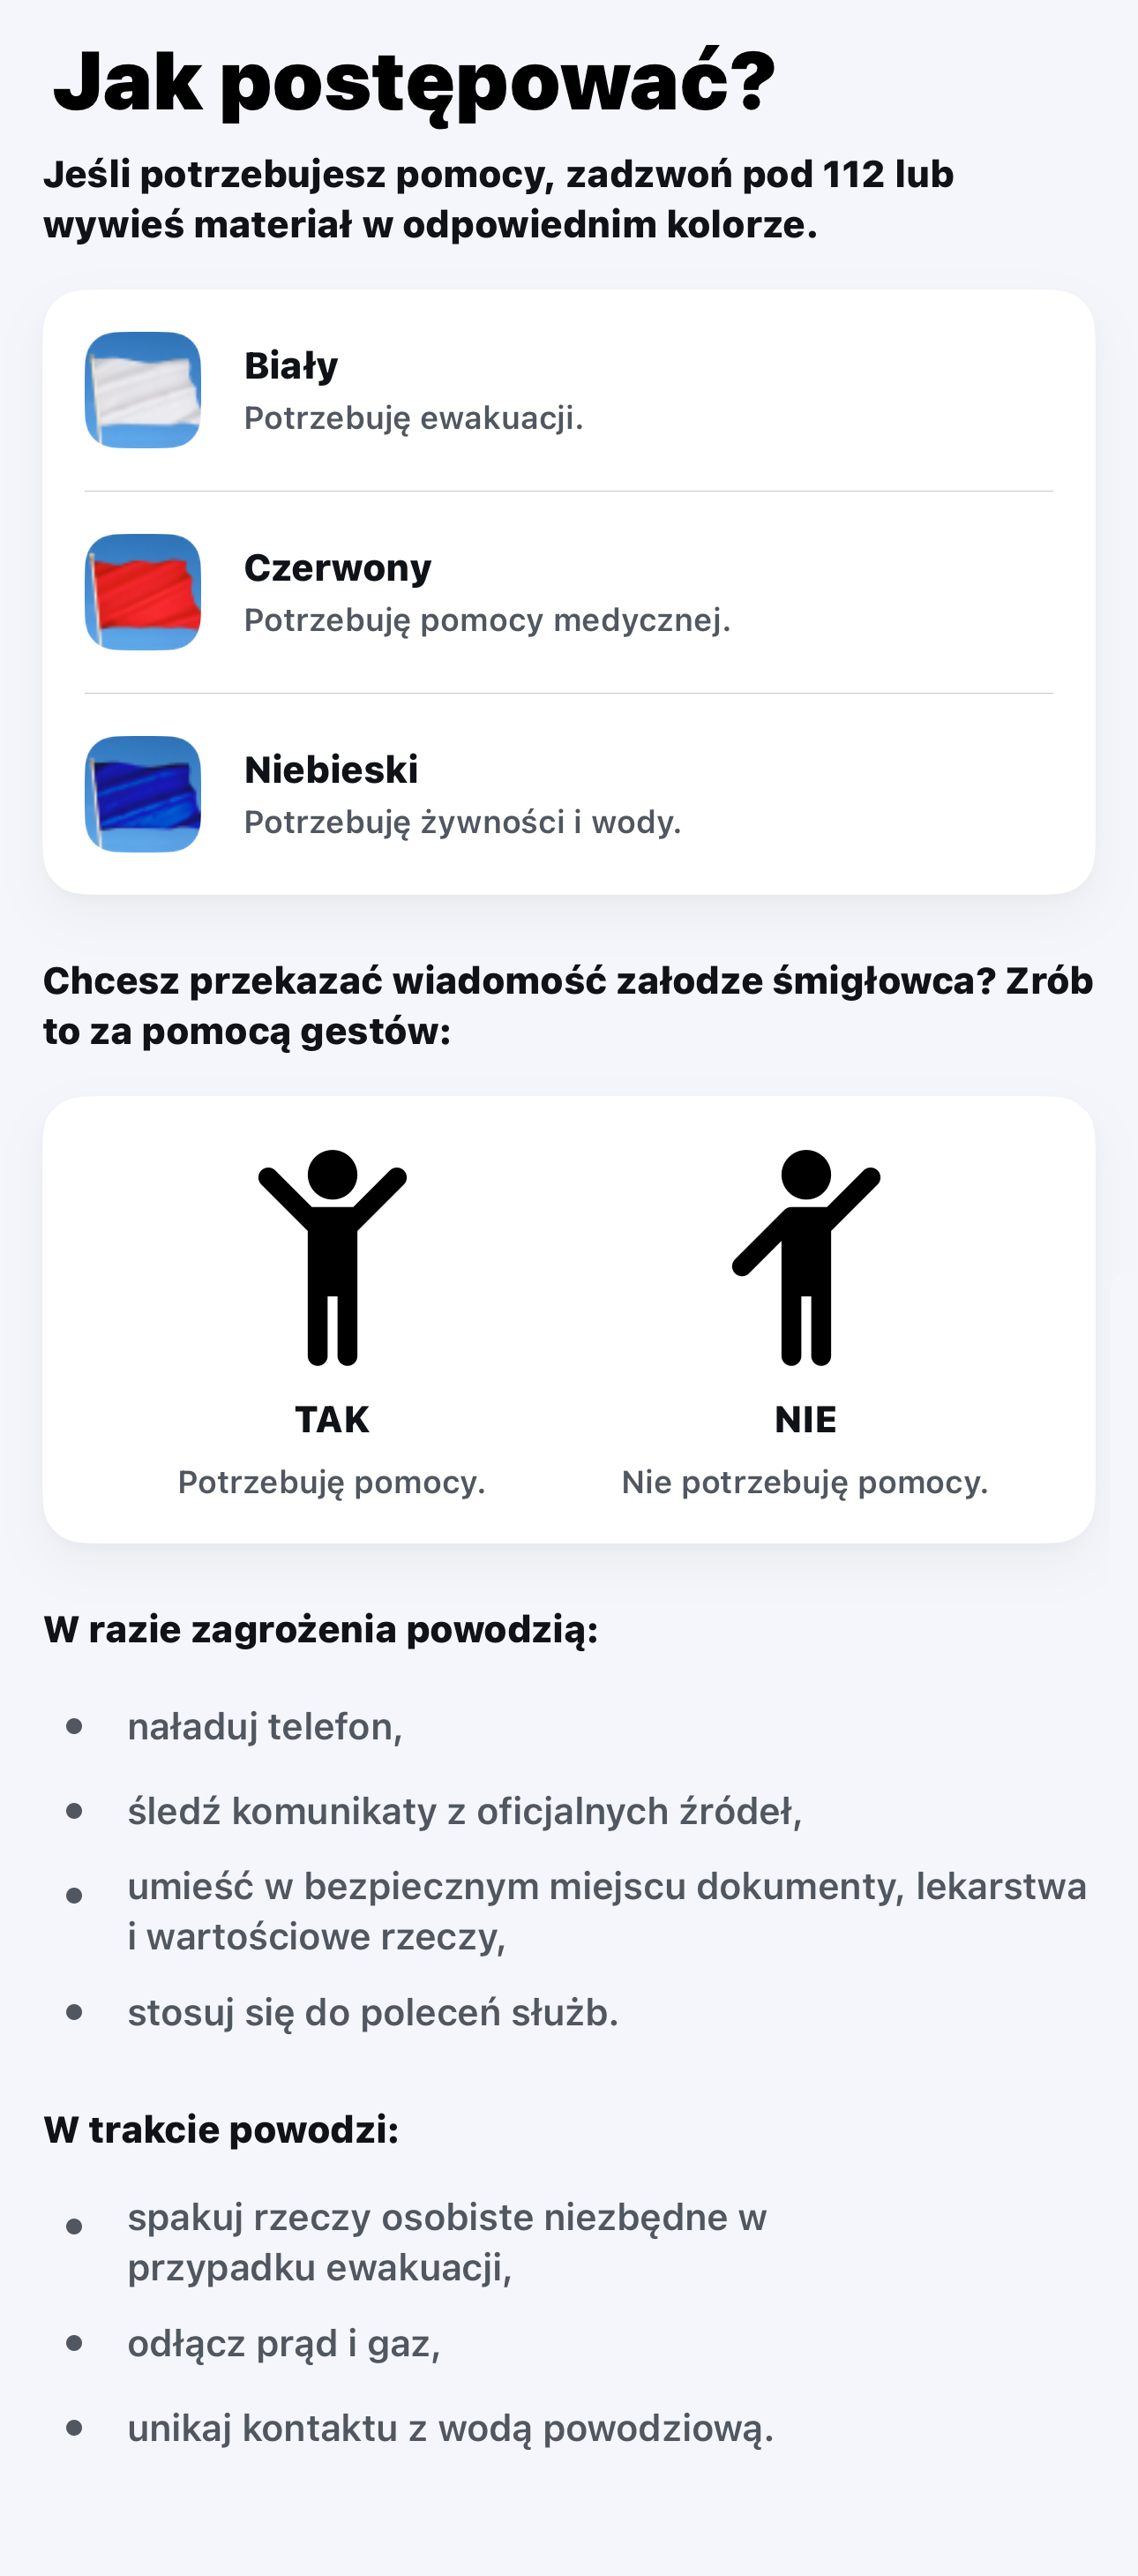 Jak postępować?
Jeśli potrzebujesz pomocy, zadzwoń pod 112 lub
wywieś materiał w odpowiednim kolorze.
Biały
Potrzebuję ewakuacji.
Czerwony
Potrzebuję pomocy medycznej.
Niebieski
Potrzebuję żywności i wody.
Chcesz przekazać wiadomość załodze śmigłowca? Zrób
to za pomocą gestów:
TAK
Potrzebuję pomocy.
NIE
Nie potrzebuję pomocy.
W razie zagrożenia powodzią:
naładuj telefon,
śledź komunikaty z oficjalnych źródeł,
umieść w bezpiecznym miejscu dokumenty, lekarstwa
i wartościowe rzeczy,
stosuj się do poleceń służb.
W trakcie powodzi:
spakuj rzeczy osobiste niezbędne w
przypadku ewakuacji,
odłącz prąd i gaz,
unikaj kontaktu z wodą powodziową.